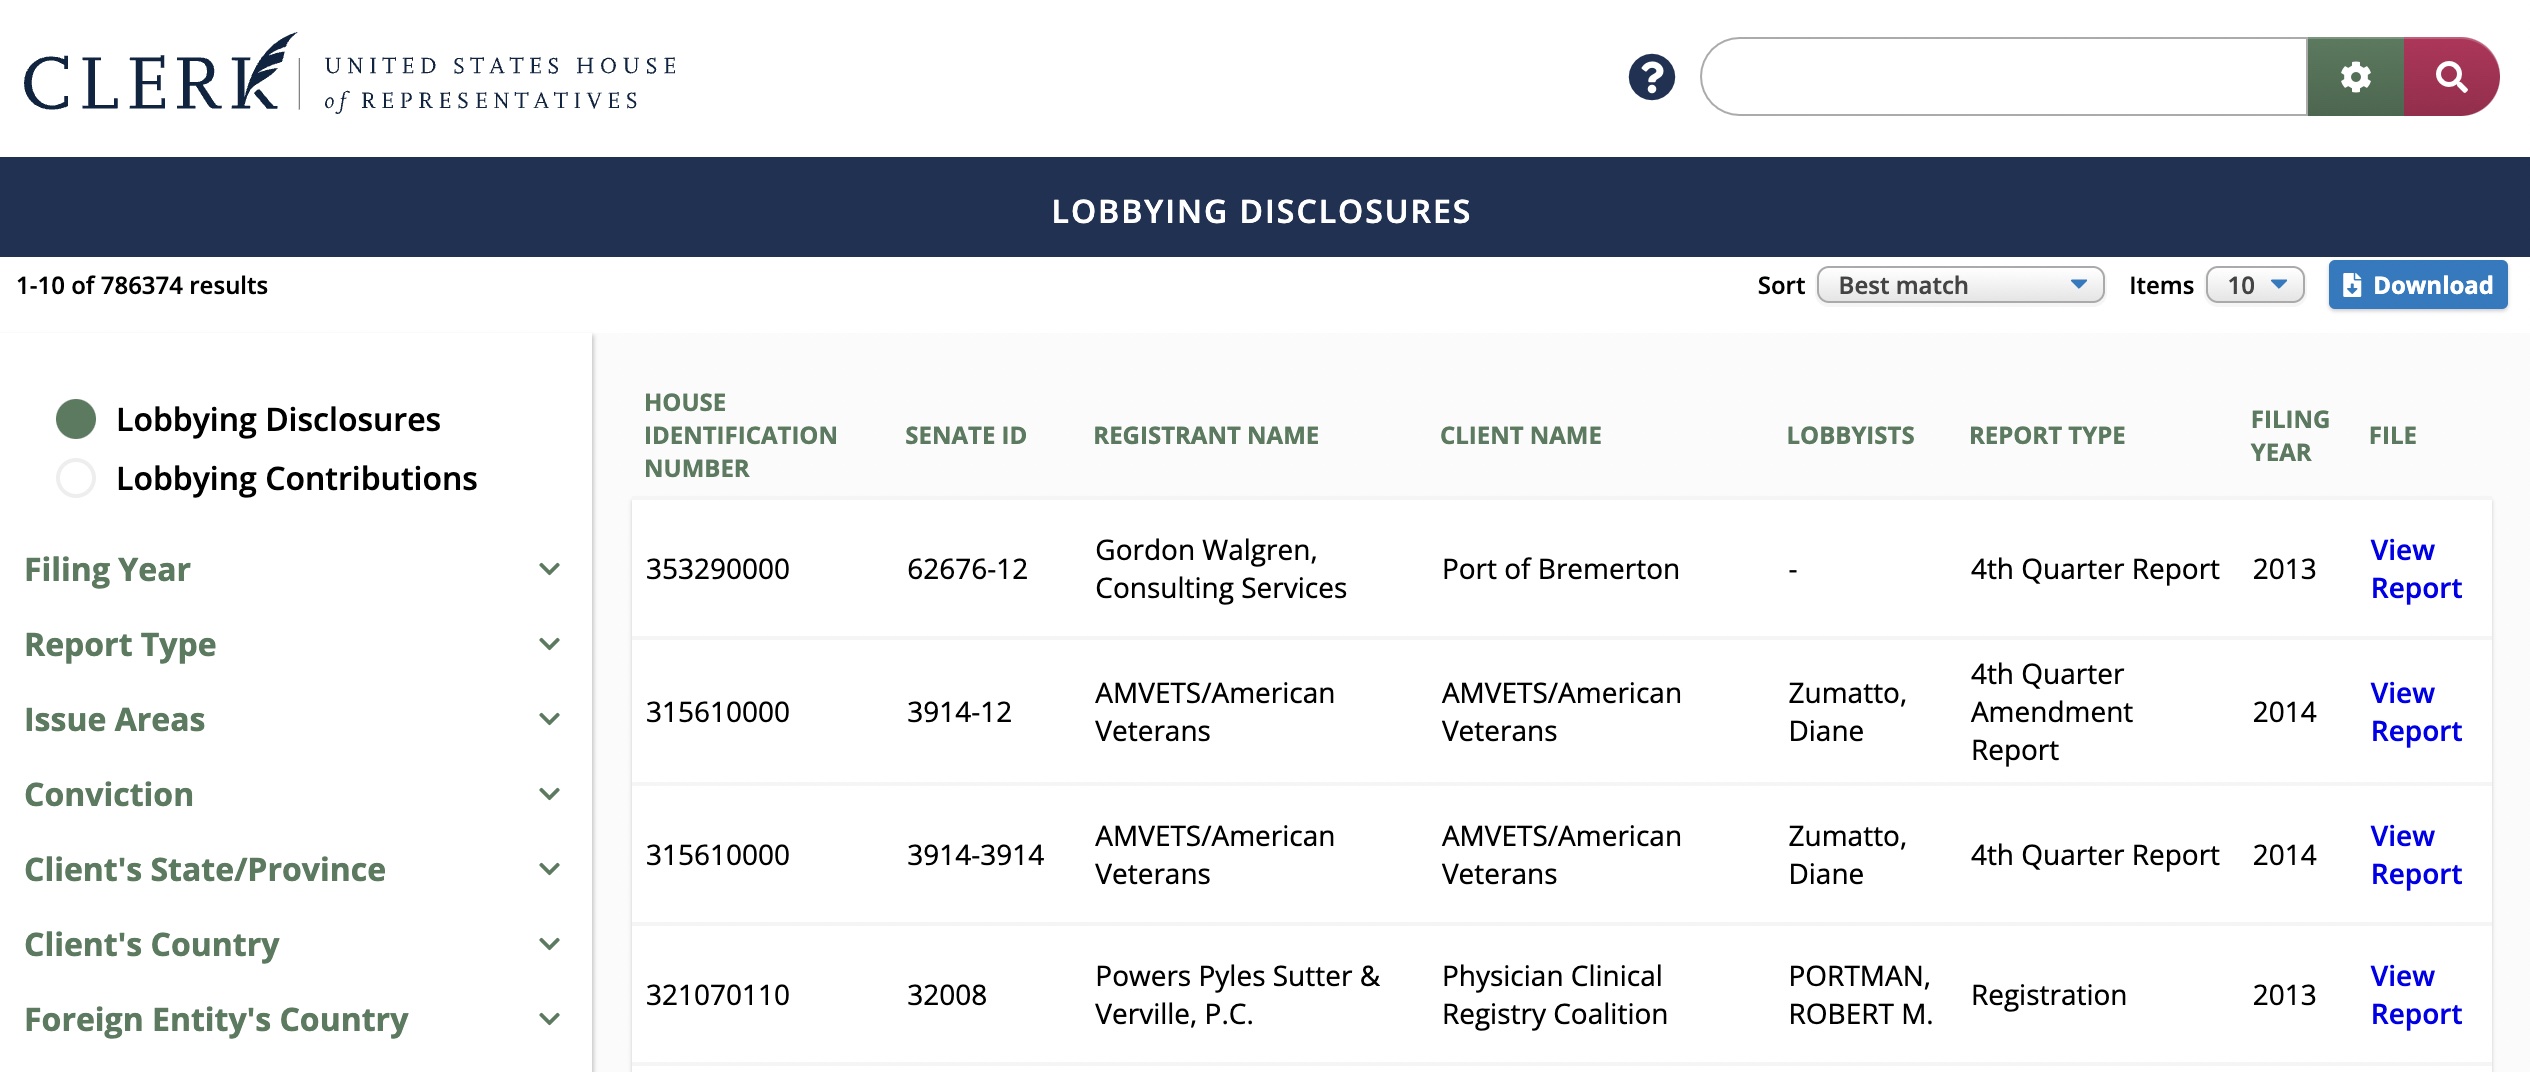 CLERK
UNITED STATES HOUSE
of REPRESENTATIVES
?
LOBBYING DISCLOSURES
1-10 of 786374 results
Sort Best match Items 10 Download
Lobbying Disclosures
Lobbying Contributions
Filing Year
Report Type
Issue Areas
Conviction
Client's State/Province
Client's Country
Foreign Entity's Country
HOUSE
IDENTIFICATION
NUMBER
SENATE ID
REGISTRANT NAME
CLIENT NAME
LOBBYISTS
REPORT TYPE
FILING
YEAR
FILE
353290000
62676-12
Gordon Walgren,
Consulting Services
Port of Bremerton
-
4th Quarter Report
2013
View
Report
315610000
3914-12
AMVETS/American
Veterans
AMVETS/American
Veterans
Zumatto,
Diane
4th Quarter
Amendment
Report
2014
View
Report
315610000
3914-3914
AMVETS/American
Veterans
AMVETS/American
Veterans
Zumatto,
Diane
4th Quarter Report
2014
View
Report
321070110
32008
Powers Pyles Sutter &
Verville, P.C.
Physician Clinical
Registry Coalition
PORTMAN,
ROBERT M.
Registration
2013
View
Report